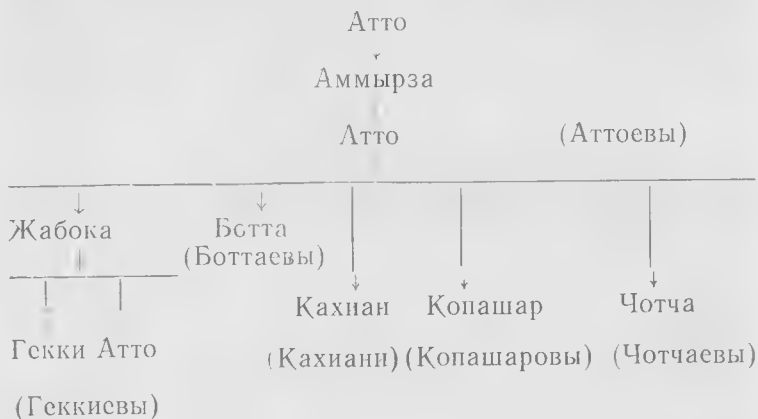 Атто
Аммырза
Атто (Аттоевы)
Жабока Ботта
(Боттаевы)
Кахиан Копашар Чотча
Гекки Атто (Кахиани) (Копашаровы) (Чотчаевы)
(Геккиевы)